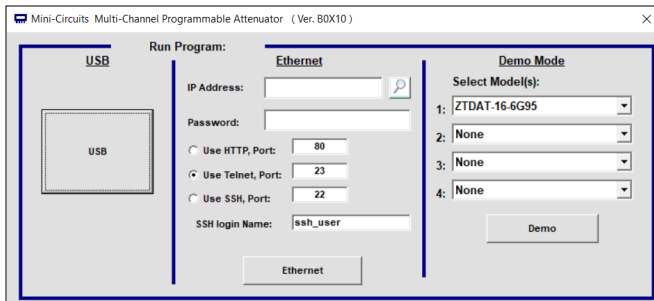 Mini-Circuits Multi-Channel Programmable Attenuator ( Ver. B0X10 )
Run Program:
USB
USB
Ethernet
IP Address:
Password:
Use HTTP, Port: 80
Use Telnet, Port: 23
Use SSH, Port: 22
SSH login Name: ssh_user
Ethernet
Demo Mode
Select Model(s):
1: ZTDAT-16-6G95
2: None
3: None
4: None
Demo